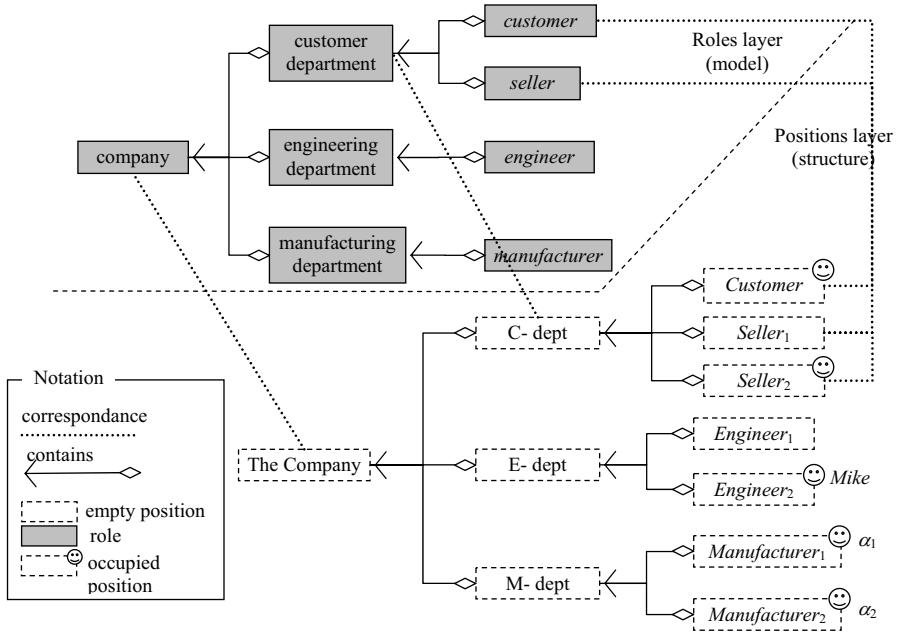 customer
customer
department
Roles layer
(model)
seller
Positions layer
(structure)
company
engineering
department
engineer
manufacturing
department
manufacturer
Customer
C- dept
Seller₁
Seller₂
Notation
correspondance
contains
empty position
role
occupied
position
The Company
E- dept
Engineer₁
Engineer₂
Mike
M- dept
Manufacturer₁
α₁
Manufacturer₂
α₂